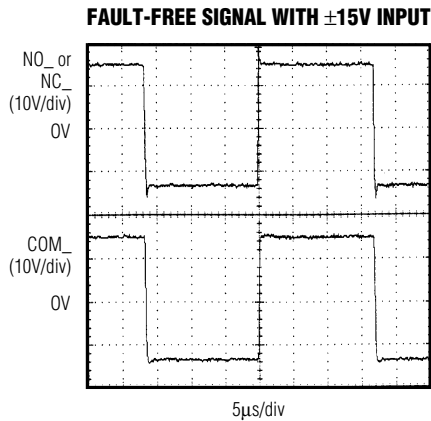 FAULT-FREE SIGNAL WITH ±15V INPUT
NO_ or
NC_
(10V/div)
0V
COM_
(10V/div)
0V
5µs/div